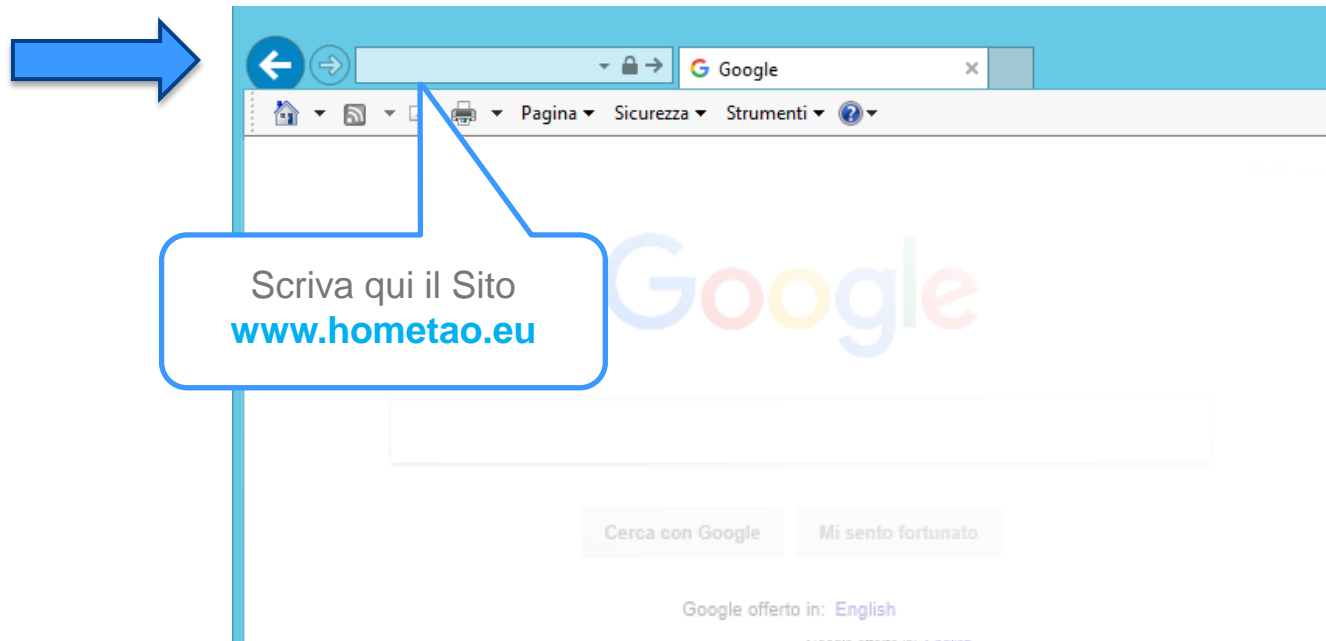 Google
Pagina Sicurezza Strumenti
Google
Scriva qui il Sito
www.hometao.eu
Cerca con Google Mi sento fortunato
Google offerto in: English